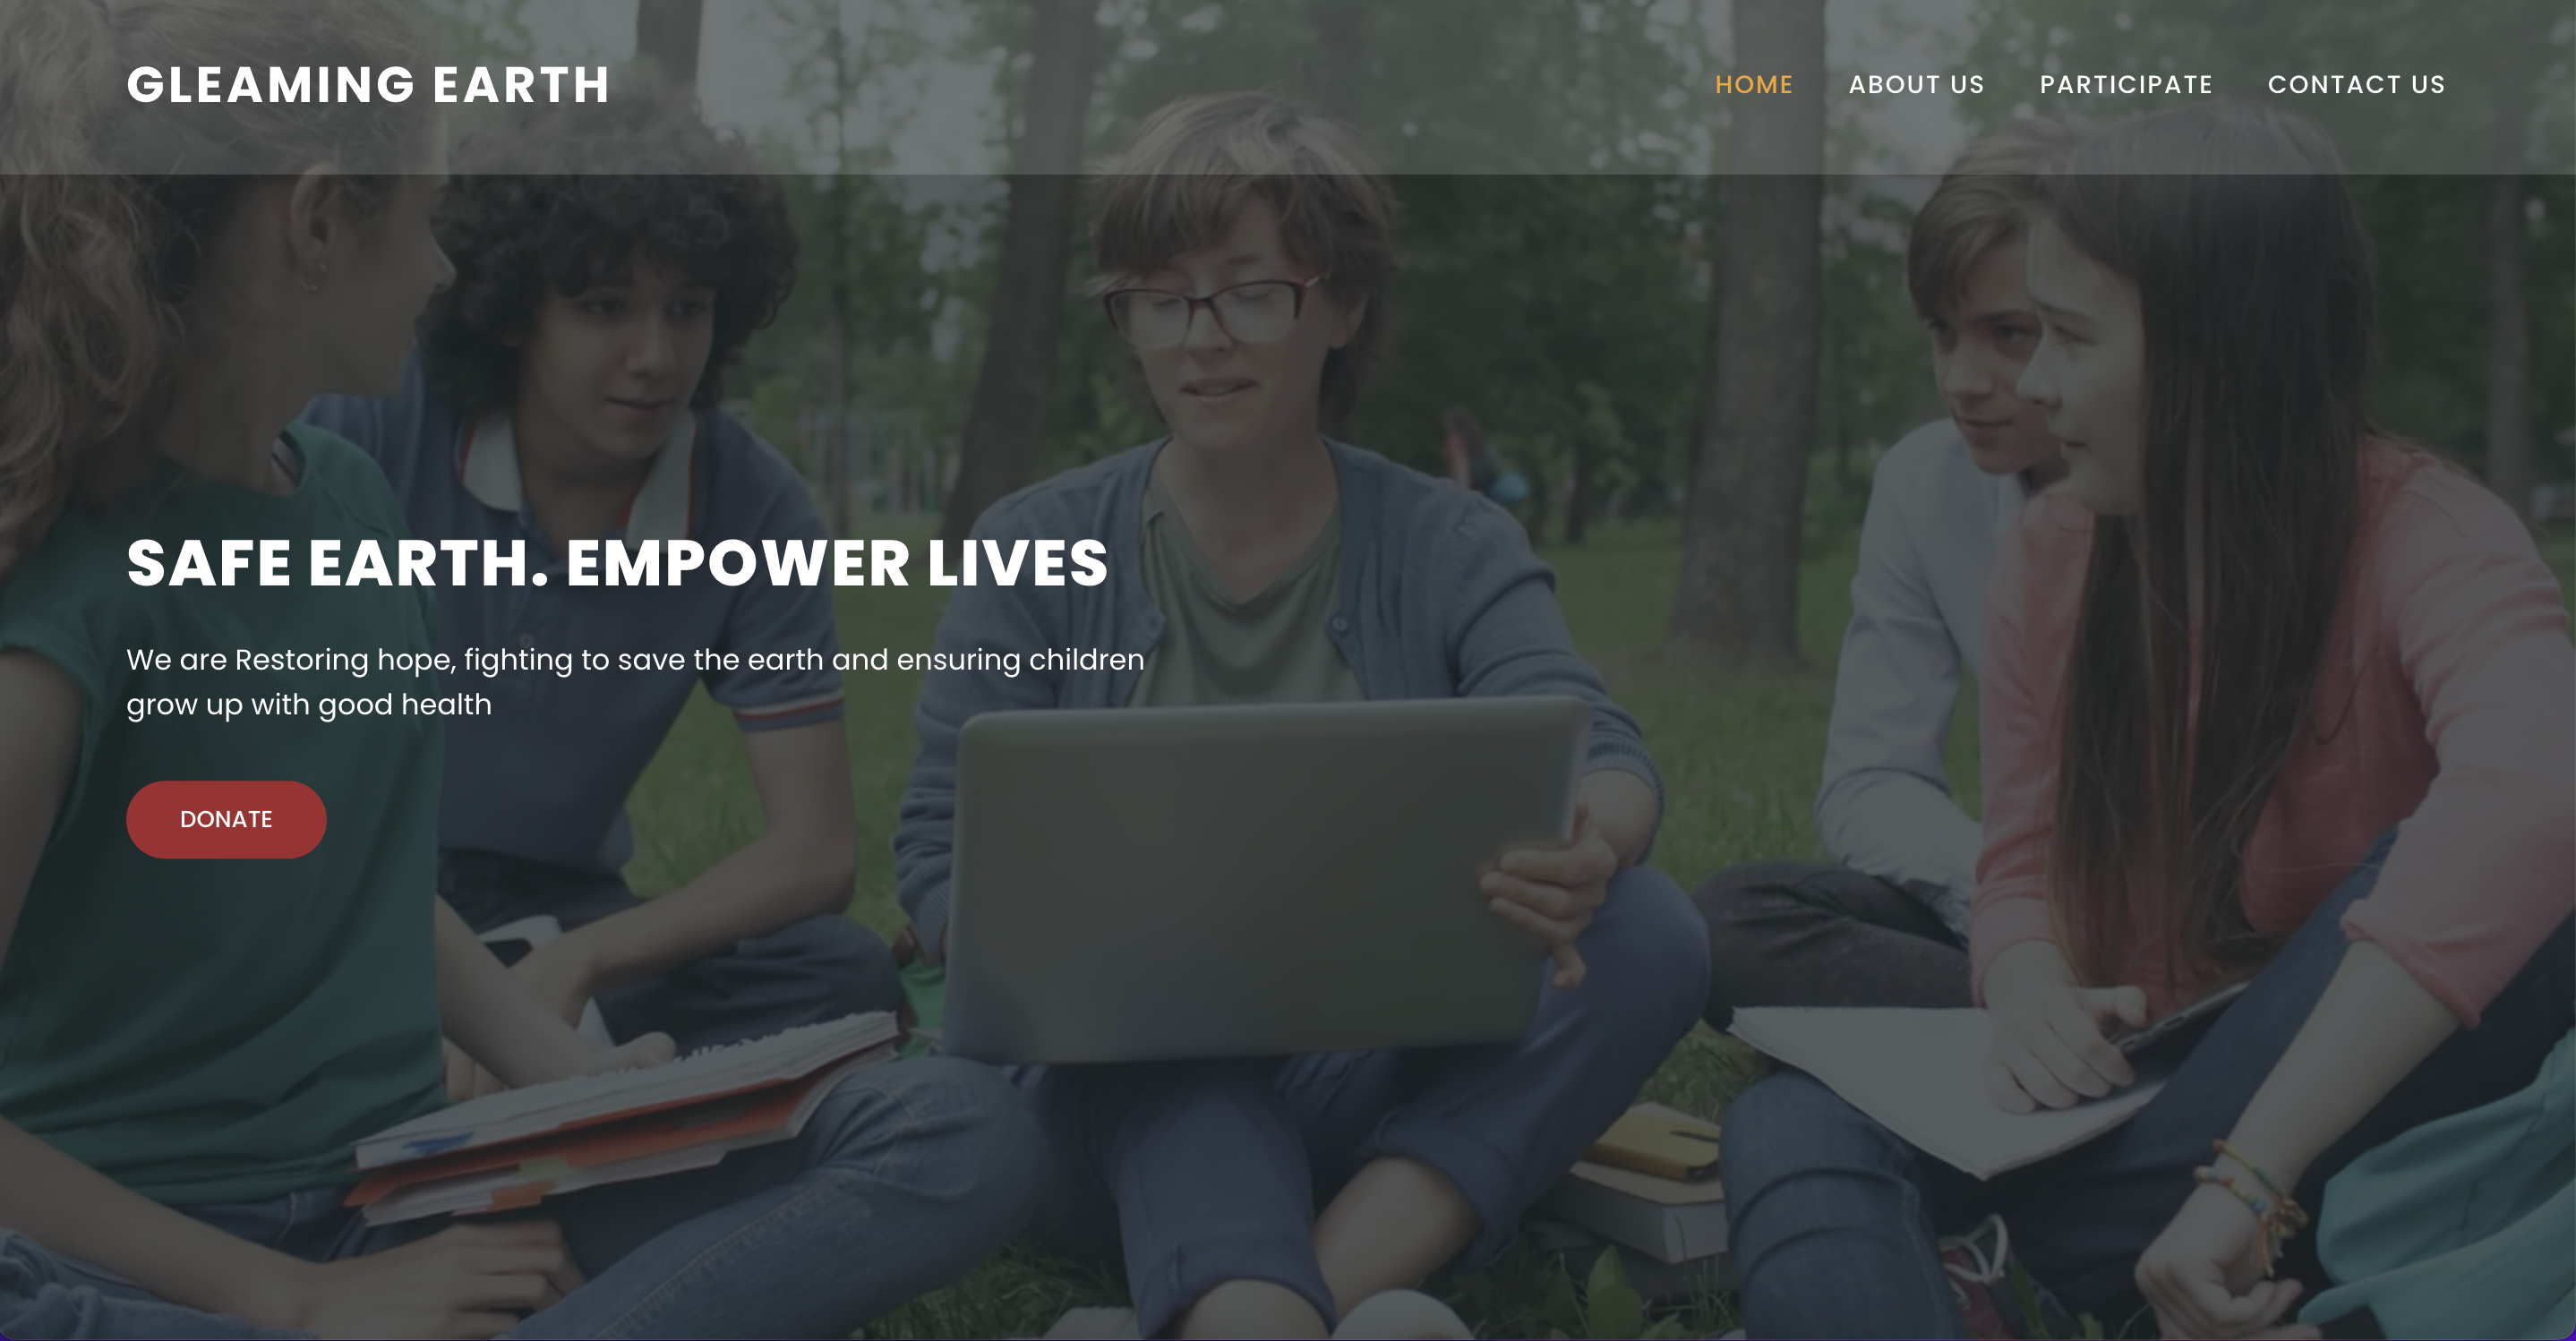 GLEAMING EARTH
HOME ABOUT US PARTICIPATE CONTACT US
SAFE EARTH. EMPOWER LIVES
We are Restoring hope, fighting to save the earth and ensuring children
grow up with good health
DONATE